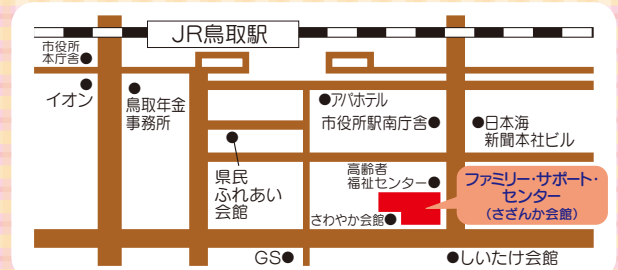 JR鳥取駅
市役所
本庁舎
イオン
鳥取年金
事務所
アパホテル
市役所駅南庁舎
日本海
新聞本社ビル
県民
ふれあい
会館
高齢者
福祉センター
ファミリー・サポート・
センター
(さざんか会館)
さわやか会館
GS
しいたけ会館